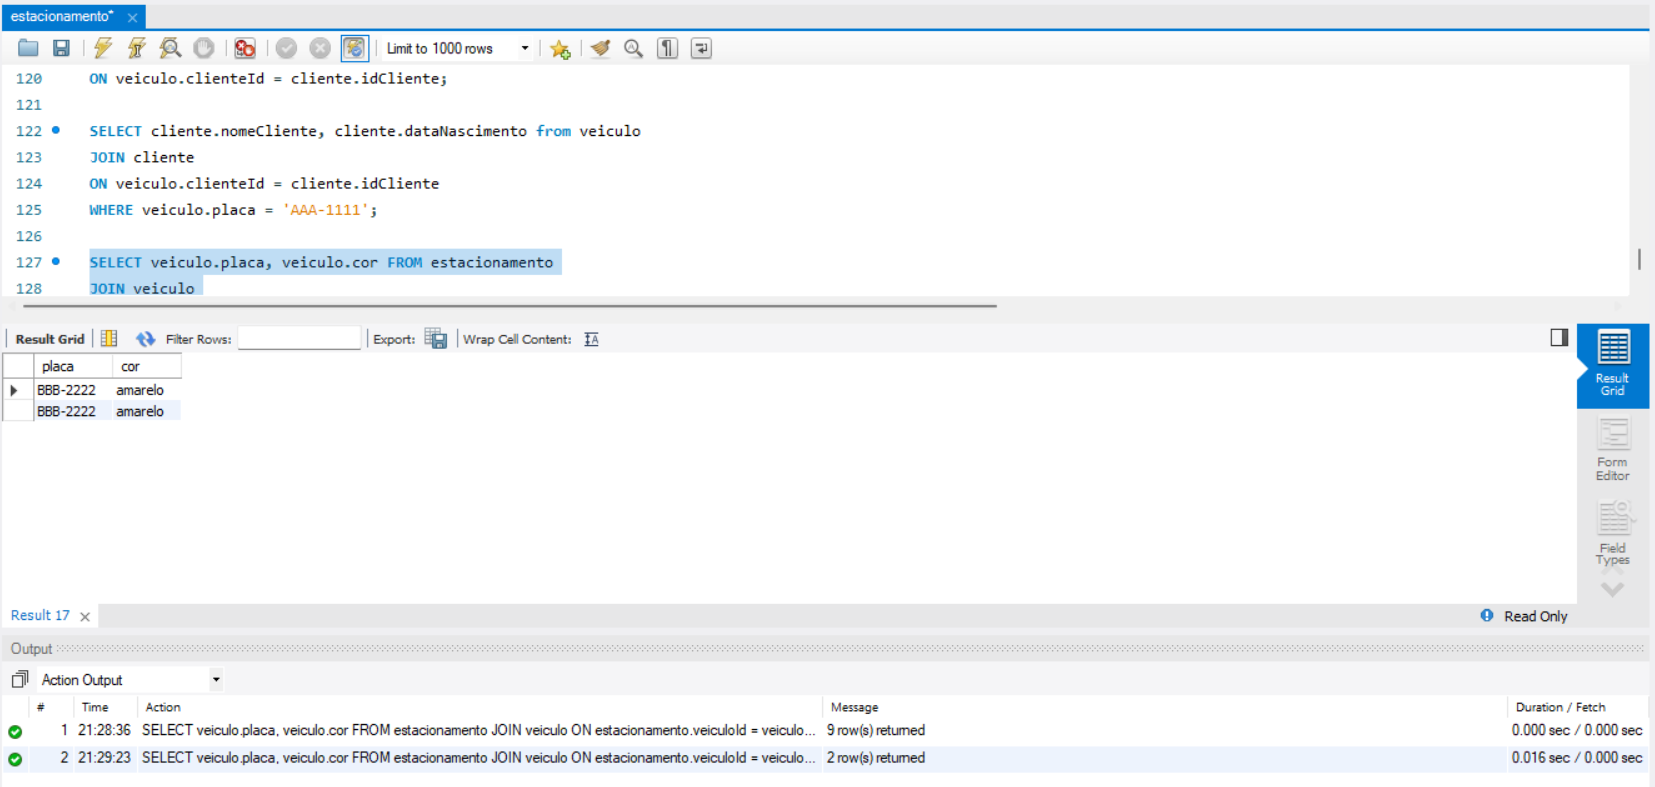 estacionamento*
Limit to 1000 rows
120 ON veiculo.clienteId = cliente.idCliente;
121
122 SELECT cliente.nomeCliente, cliente.dataNascimento from veiculo
123 JOIN cliente
124 ON veiculo.clienteId = cliente.idCliente
125 WHERE veiculo.placa = 'AAA-1111';
126
127 SELECT veiculo.placa, veiculo.cor FROM estacionamento
128 JOIN veiculo
Result Grid Filter Rows: Export: Wrap Cell Content:
placa cor
BBB-2222 amarelo
BBB-2222 amarelo
Result
Grid
Form
Editor
Field
Types
Result 17 Read Only
Output
Action Output
# Time Action Message Duration / Fetch
1 21:28:36 SELECT veiculo.placa, veiculo.cor FROM estacionamento JOIN veiculo ON estacionamento.veiculoId = veiculo... 9 row(s) returned 0.000 sec / 0.000 sec
2 21:29:23 SELECT veiculo.placa, veiculo.cor FROM estacionamento JOIN veiculo ON estacionamento.veiculoId = veiculo... 2 row(s) returned 0.016 sec / 0.000 sec